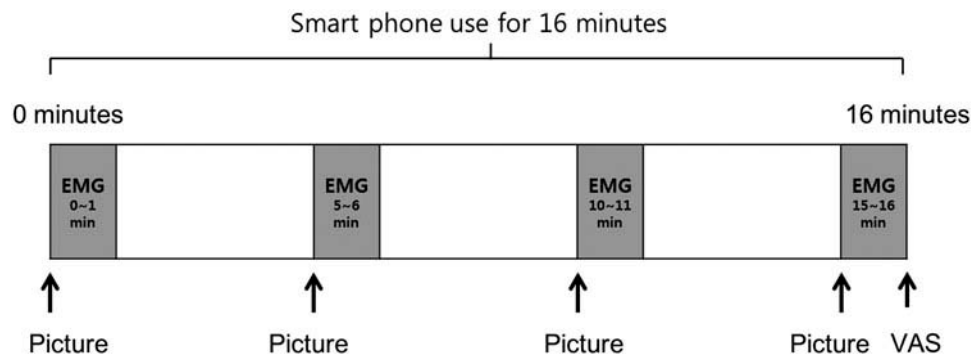 Smart phone use for 16 minutes
0 minutes
16 minutes
EMG
0~1
min
EMG
5~6
min
EMG
10~11
min
EMG
15~16
min
Picture
Picture
Picture
Picture
VAS